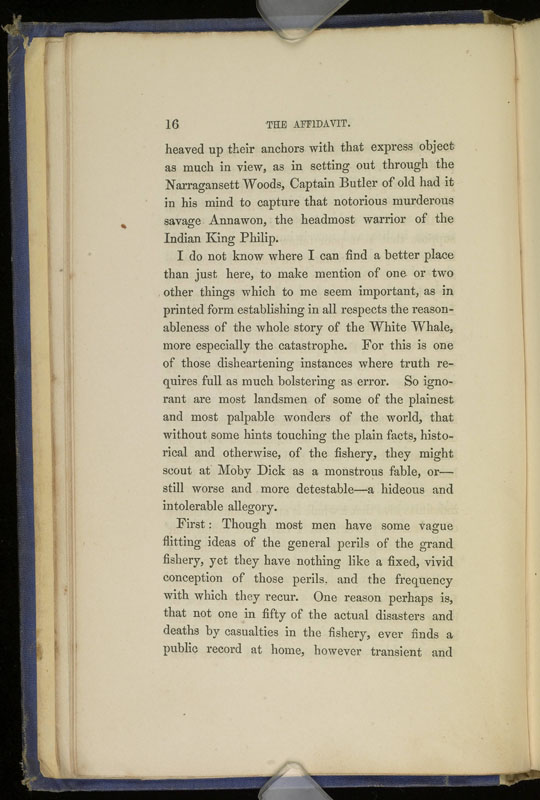 16 THE AFFIDAVIT.
heaved up their anchors with that express object
as much in view, as in setting out through the
Narragansett Woods, Captain Butler of old had it
in his mind to capture that notorious murderous
savage Annawon, the headmost warrior of the
Indian King Philip.
I do not know where I can find a better place
than just here, to make mention of one or two
other things which to me seem important, as in
printed form establishing in all respects the reason-
ableness of the whole story of the White Whale,
more especially the catastrophe. For this is one
of those disheartening instances where truth re-
quires full as much bolstering as error. So igno-
rant are most landsmen of some of the plainest
and most palpable wonders of the world, that
without some hints touching the plain facts, histo-
rical and otherwise, of the fishery, they might
scout at Moby Dick as a monstrous fable, or—
still worse and more detestable—a hideous and
intolerable allegory.
First: Though most men have some vague
flitting ideas of the general perils of the grand
fishery, yet they have nothing like a fixed, vivid
conception of those perils. and the frequency
with which they recur. One reason perhaps is,
that not one in fifty of the actual disasters and
deaths by casualties in the fishery, ever finds a
public record at home, however transient and